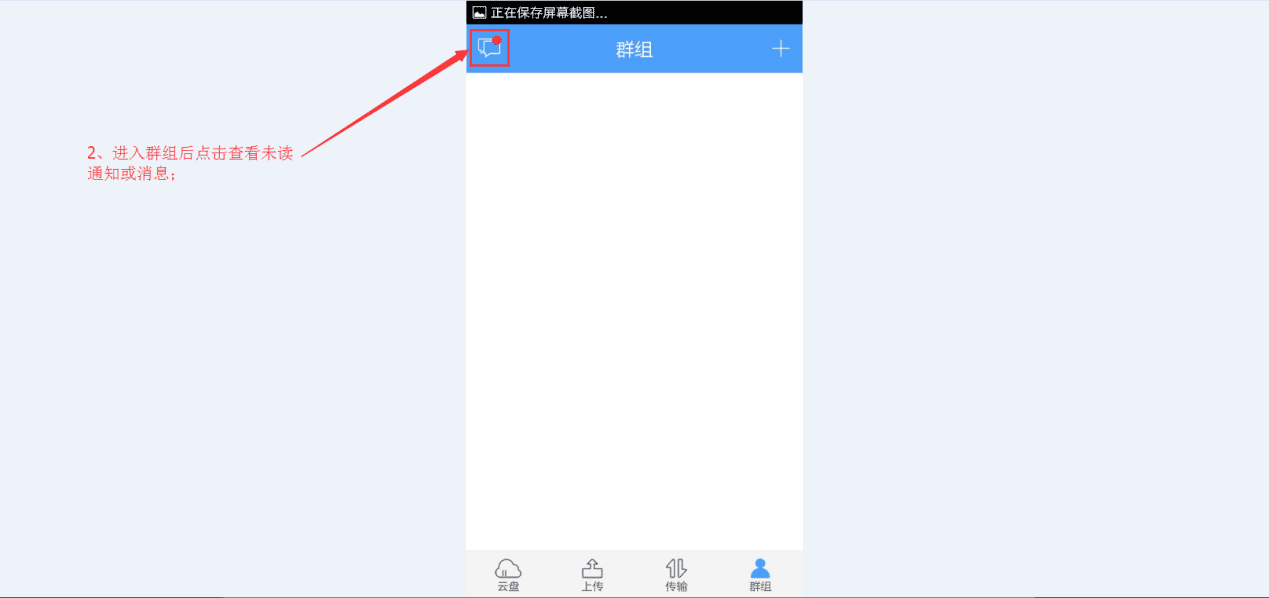 正在保存屏幕截图...
群组
2、进入群组后点击查看未读
通知或消息;
云盘
上传
传输
群组